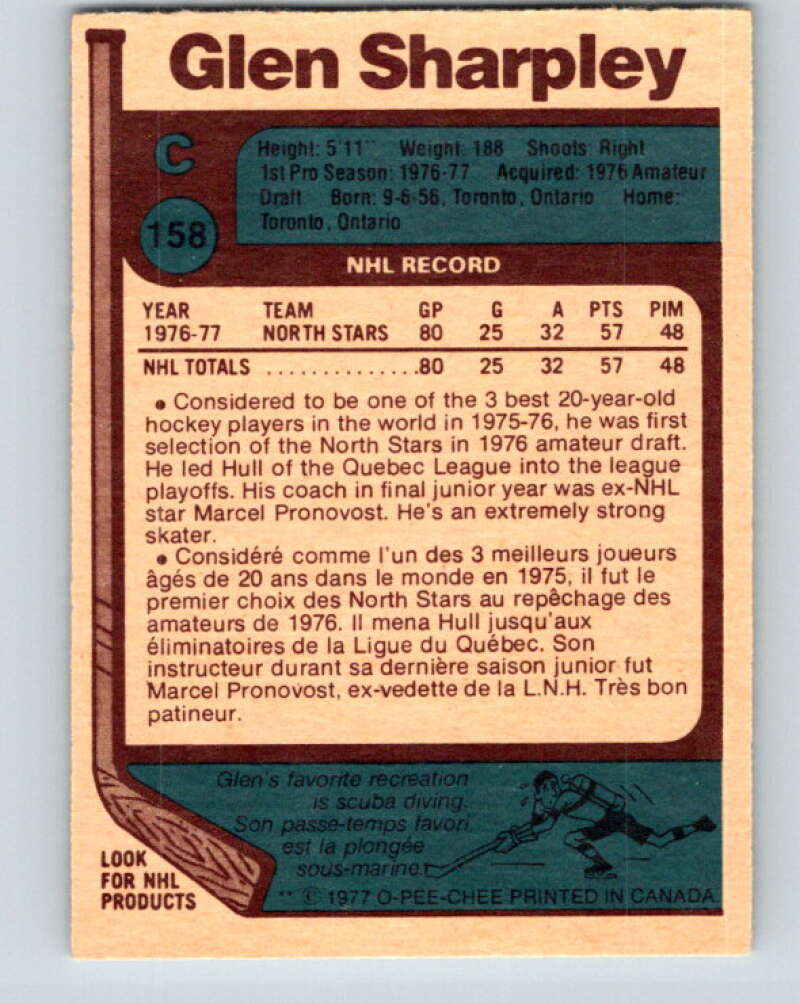 Glen Sharpley
C
Height: 5'11" Weight: 188 Shoots: Right
1st Pro Season: 1976-77 Acquired: 1976 Amateur
Draft Born: 9-6-56, Toronto, Ontario Home:
Toronto, Ontario
158
NHL RECORD
YEAR TEAM GP G A PTS PIM
1976-77 NORTH STARS 80 25 32 57 48
NHL TOTALS ..............80 25 32 57 48
• Considered to be one of the 3 best 20-year-old
hockey players in the world in 1975-76, he was first
selection of the North Stars in 1976 amateur draft.
He led Hull of the Quebec League into the league
playoffs. His coach in final junior year was ex-NHL
star Marcel Pronovost. He's an extremely strong
skater.
• Considéré comme l'un des 3 meilleurs joueurs
âgés de 20 ans dans le monde en 1975, il fut le
premier choix des North Stars au repêchage des
amateurs de 1976. Il mena Hull jusqu'aux
éliminatoires de la Ligue du Québec. Son
instructeur durant sa dernière saison junior fut
Marcel Pronovost, ex-vedette de la L.N.H. Très bon
patineur.
Glen's favorite recreation
is scuba diving.
Son passe-temps favori
est la plongée
sous-marine.
LOOK
FOR NHL
PRODUCTS
** © 1977 O-PEE-CHEE PRINTED IN CANADA